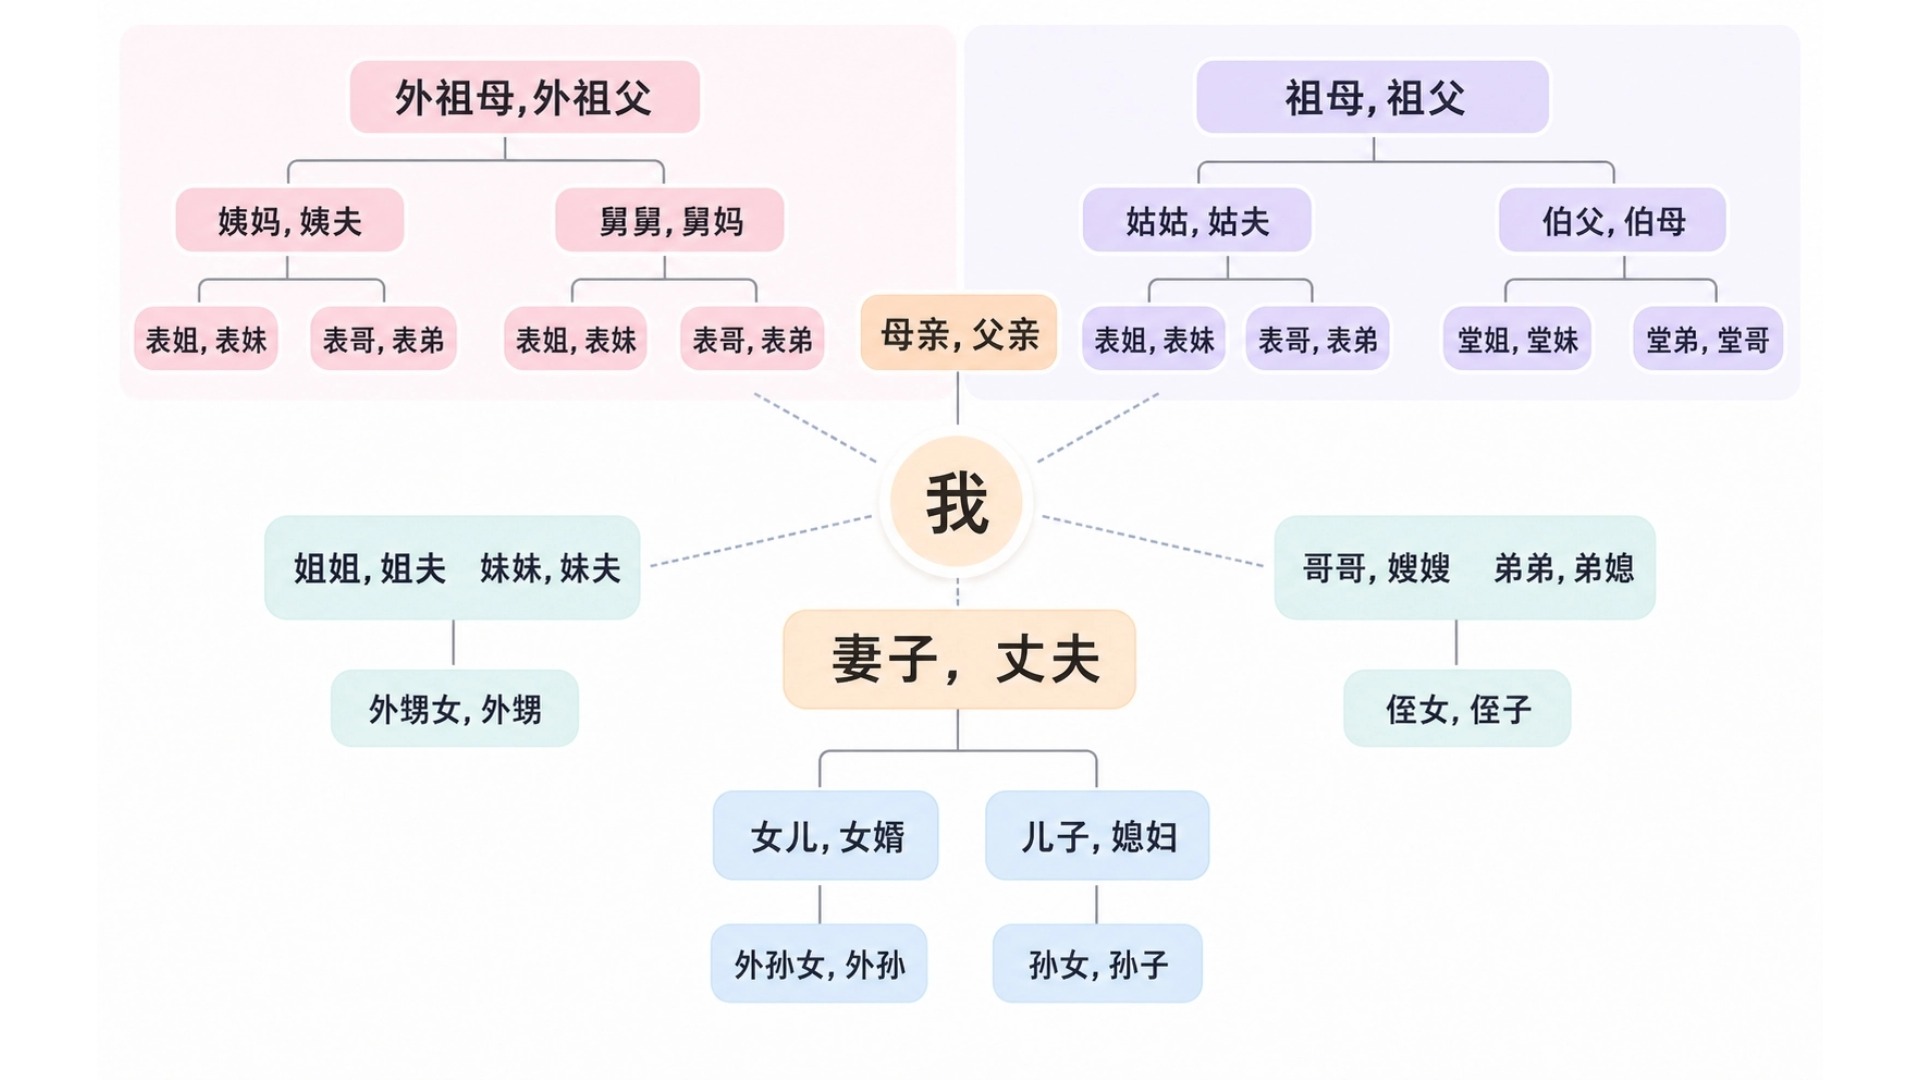 外祖母,外祖父
祖母,祖父
姨妈,姨夫
舅舅,舅妈
姑姑,姑夫
伯父,伯母
表姐,表妹
表哥,表弟
表姐,表妹
表哥,表弟
母亲,父亲
表姐,表妹
表哥,表弟
堂姐,堂妹
堂弟,堂哥
我
姐姐,姐夫 妹妹,妹夫
哥哥,嫂嫂 弟弟,弟媳
妻子，丈夫
外甥女,外甥
侄女,侄子
女儿,女婿
儿子,媳妇
外孙女,外孙
孙女,孙子